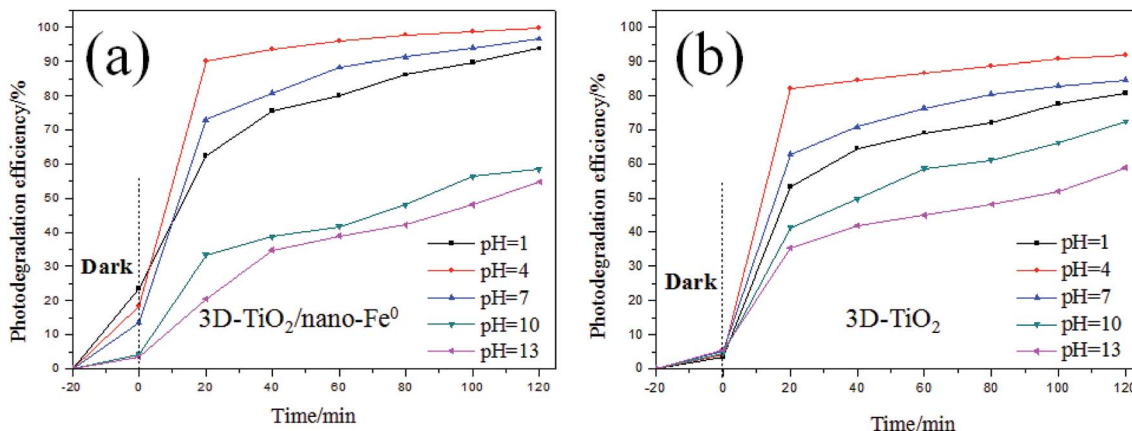 (a)
Photodegradation efficiency/%
100
90
80
70
60
50
40
30
20
10
0
Dark
3D-TiO₂/nano-Fe⁰
pH=1
pH=4
pH=7
pH=10
pH=13
-20 0 20 40 60 80 100 120
Time/min
(b)
Photodegradation efficiency/%
100
90
80
70
60
50
40
30
20
10
0
Dark
3D-TiO₂
pH=1
pH=4
pH=7
pH=10
pH=13
-20 0 20 40 60 80 100 120
Time/min